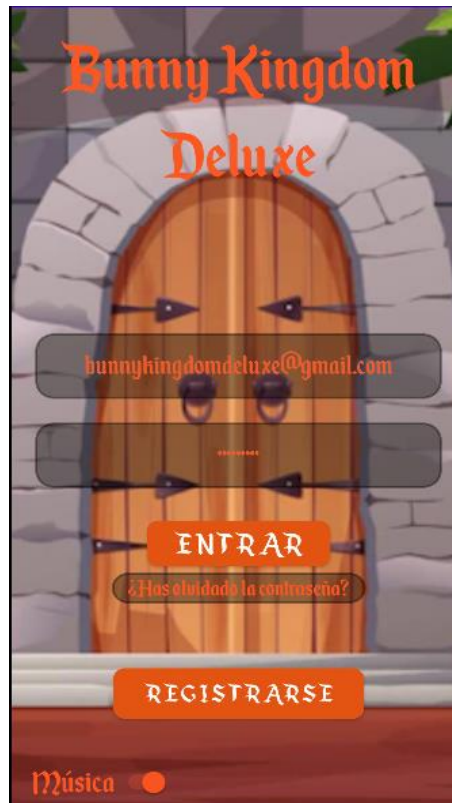 Bunny Kingdom
Deluxe
bunnykingdomdeluxe@gmail.com
ENTRAR
¿Has olvidado la contraseña?
REGISTRARSE
Música